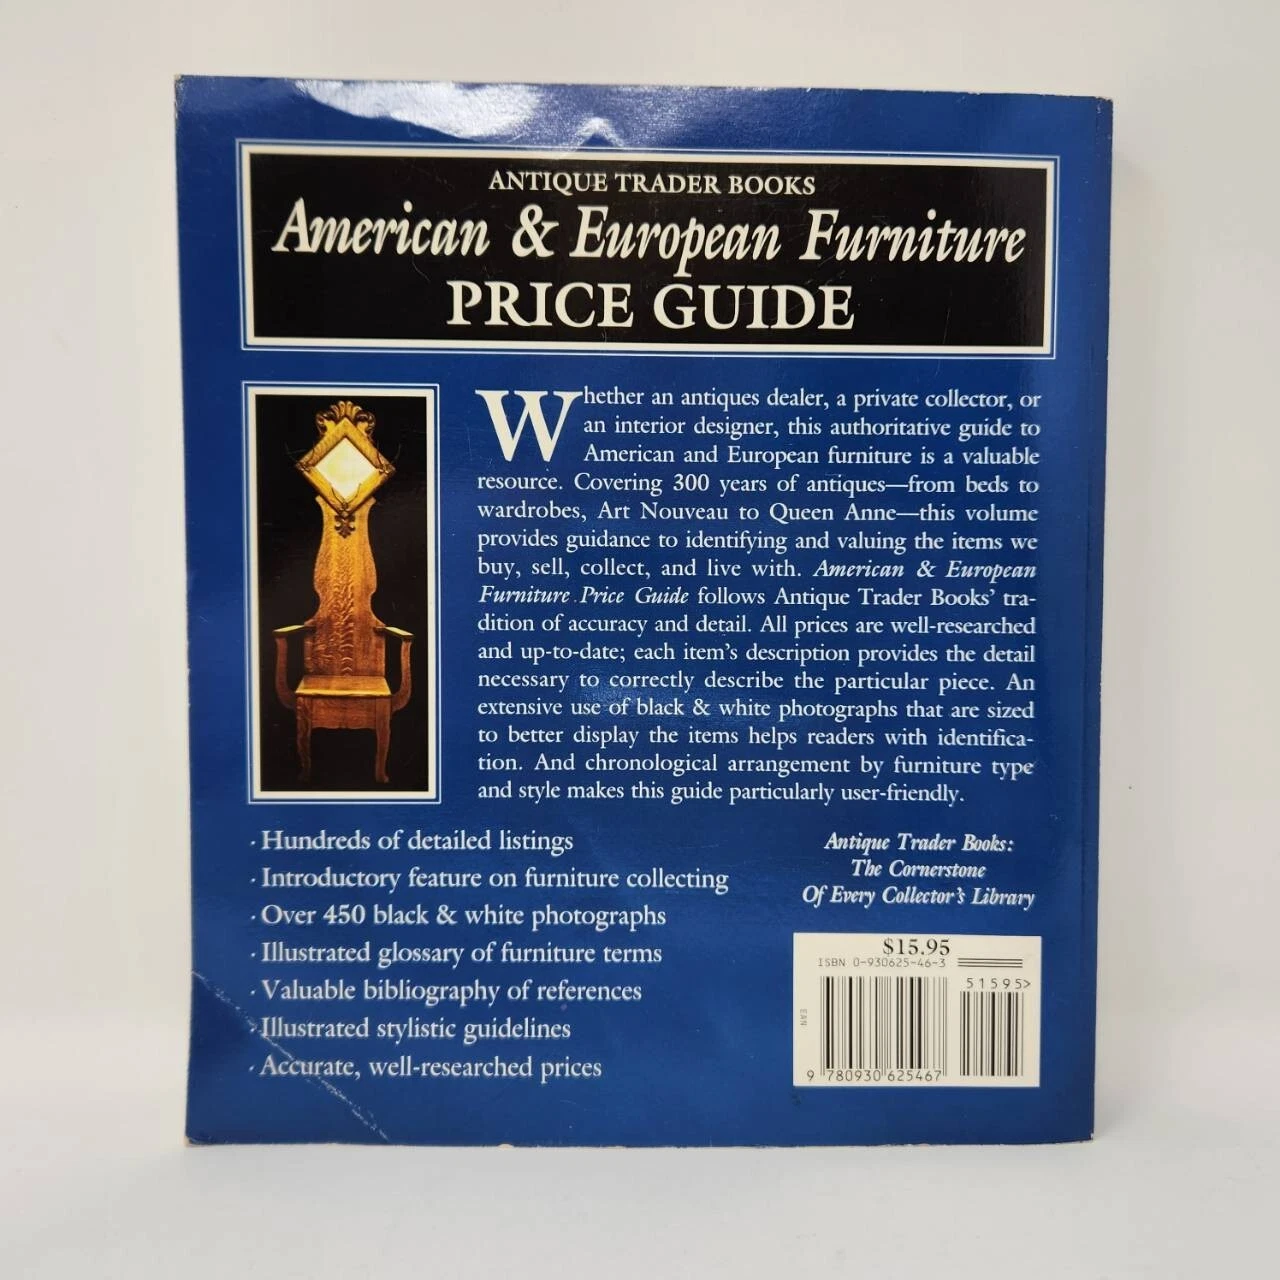 ANTIQUE TRADER BOOKS
American & European Furniture
PRICE GUIDE
Whether an antiques dealer, a private collector, or
an interior designer, this authoritative guide to
American and European furniture is a valuable
resource. Covering 300 years of antiques—from beds to
wardrobes, Art Nouveau to Queen Anne—this volume
provides guidance to identifying and valuing the items we
buy, sell, collect, and live with. American & European
Furniture Price Guide follows Antique Trader Books' tra-
dition of accuracy and detail. All prices are well-researched
and up-to-date; each item's description provides the detail
necessary to correctly describe the particular piece. An
extensive use of black & white photographs that are sized
to better display the items helps readers with identifica-
tion. And chronological arrangement by furniture type
and style makes this guide particularly user-friendly.
· Hundreds of detailed listings
· Introductory feature on furniture collecting
· Over 450 black & white photographs
· Illustrated glossary of furniture terms
· Valuable bibliography of references
· Illustrated stylistic guidelines
· Accurate, well-researched prices
Antique Trader Books:
The Cornerstone
Of Every Collector's Library
$15.95
ISBN 0-930625-46-3
51595>
EAN
9 780930 625467